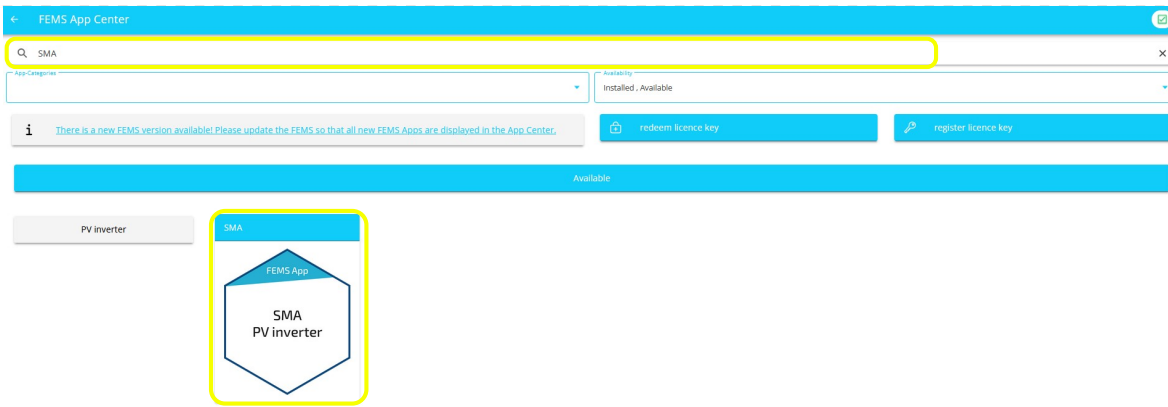 FEMS App Center
SMA
App-Categories
Availability
Installed , Available
There is a new FEMS version available! Please update the FEMS so that all new FEMS Apps are displayed in the App Center.
redeem licence key
register licence key
Available
PV inverter
SMA
FEMS App
SMA
PV inverter